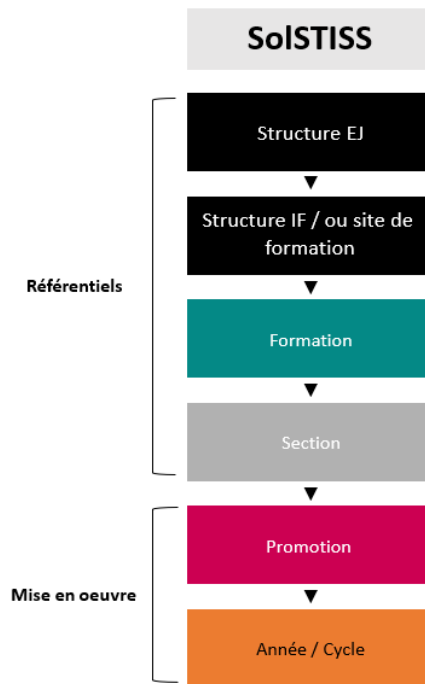 SolSTISS
Structure EJ
Structure IF / ou site de
formation
Référentiels
Formation
Section
Promotion
Mise en oeuvre
Année / Cycle